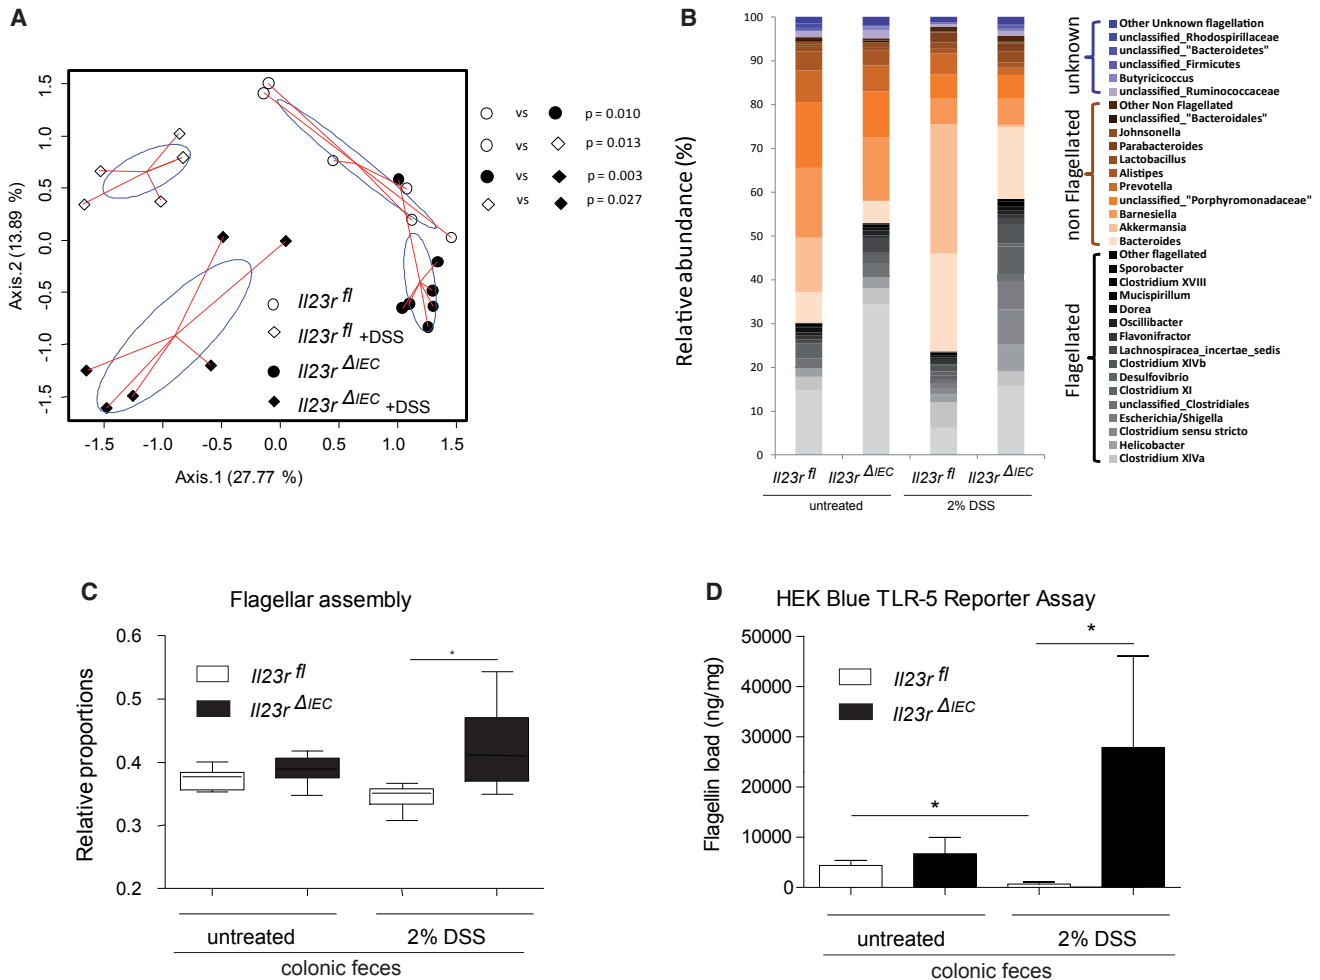 A
1.5
1.0
0.5
0.0
-0.5
-1.0
-1.5
Axis.2 (13.89 %)
-1.5 -1.0 -0.5 0.0 0.5 1.0 1.5
Axis.1 (27.77 %)
Il23r fl
Il23r fl +DSS
Il23r ΔIEC
Il23r ΔIEC +DSS
vs p = 0.010
vs p = 0.013
vs p = 0.003
vs p = 0.027
B
100
90
80
70
60
50
40
30
20
10
0
Relative abundance (%)
Il23r fl Il23r ΔIEC Il23r fl Il23r ΔIEC
untreated 2% DSS
unknown
Other Unknown flagellation
unclassified_Rhodospirillaceae
unclassified_"Bacteroidetes"
unclassified_Firmicutes
Butyricicoccus
unclassified_Ruminococcaceae
non Flagellated
Other Non Flagellated
unclassified_"Bacteroidales"
Johnsonella
Parabacteroides
Lactobacillus
Alistipes
Prevotella
unclassified_"Porphyromonadaceae"
Barnesiella
Akkermansia
Bacteroides
Flagellated
Other flagellated
Sporobacter
Clostridium XVIII
Mucispirillum
Dorea
Oscillibacter
Flavonifractor
Lachnospiracea_incertae_sedis
Clostridium XIVb
Desulfovibrio
Clostridium XI
unclassified_Clostridiales
Escherichia/Shigella
Clostridium sensu stricto
Helicobacter
Clostridium XIVa
C
Flagellar assembly
0.6
0.5
0.4
0.3
0.2
Relative proportions
Il23r fl
Il23r ΔIEC
*
untreated 2% DSS
colonic feces
D
HEK Blue TLR-5 Reporter Assay
50000
40000
30000
20000
10000
0
Flagellin load (ng/mg)
Il23r fl
Il23r ΔIEC
*
*
untreated 2% DSS
colonic feces